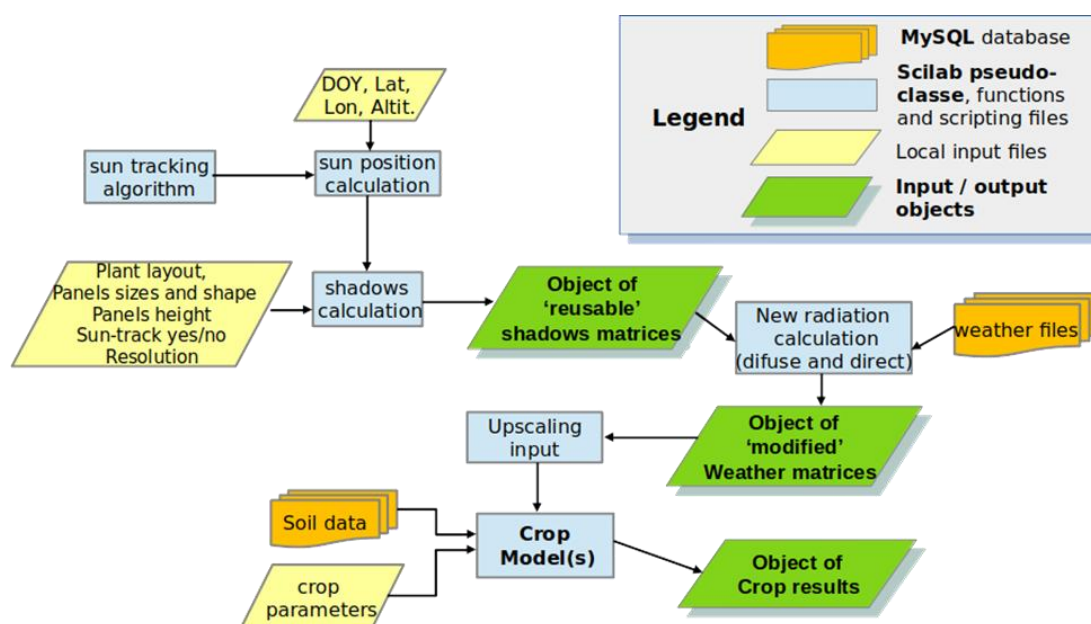 DOY, Lat,
Lon, Altit.
sun tracking
algorithm
sun position
calculation
Plant layout,
Panels sizes and shape
Panels height
Sun-track yes/no
Resolution
shadows
calculation
Object of
‘reusable’
shadows matrices
New radiation
calculation
(difuse and direct)
weather files
Upscaling
input
Object of
‘modified’
Weather matrices
Soil data
crop
parameters
Crop
Model(s)
Object of
Crop results
Legend
MySQL database
Scilab pseudo-
classe, functions
and scripting files
Local input files
Input / output
objects